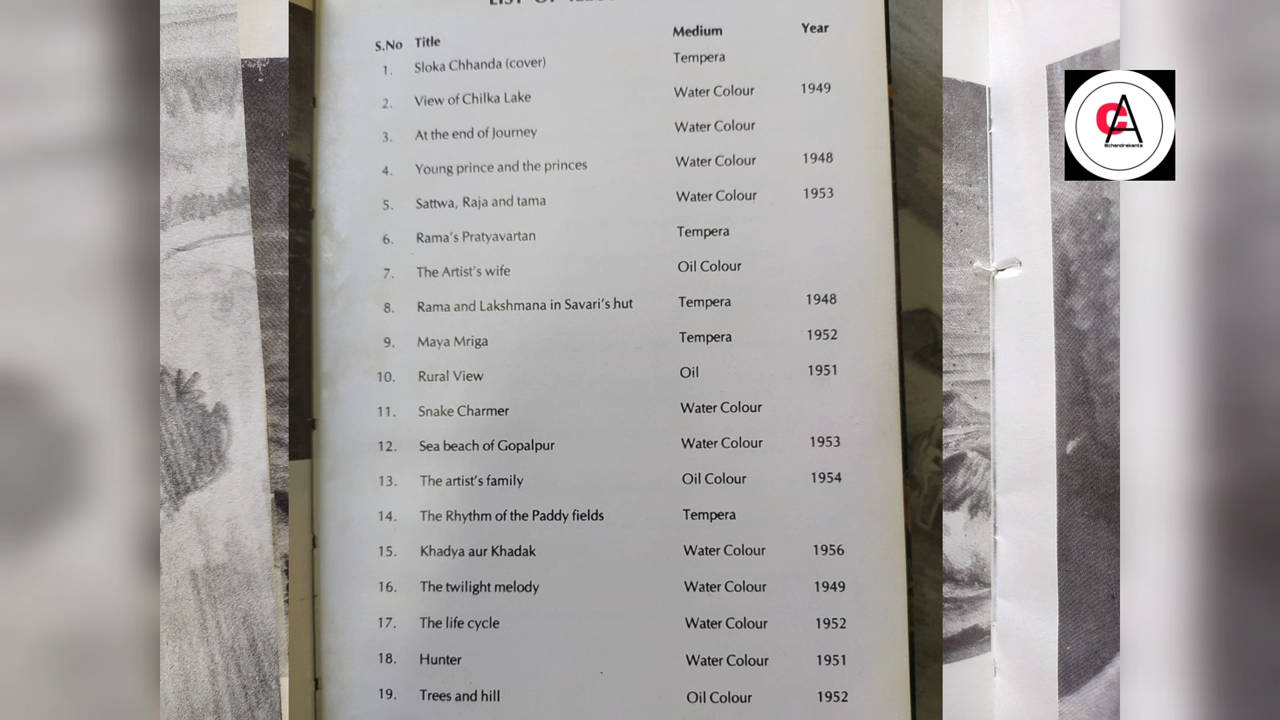 LIST OF
S.No Title Medium Year
1. Sloka Chhanda (cover) Tempera
2. View of Chilka Lake Water Colour 1949
3. At the end of Journey Water Colour
4. Young prince and the princes Water Colour 1948
5. Sattwa, Raja and tama Water Colour 1953
6. Rama's Pratyavartan Tempera
7. The Artist's wife Oil Colour
8. Rama and Lakshmana in Savari's hut Tempera 1948
9. Maya Mriga Tempera 1952
10. Rural View Oil 1951
11. Snake Charmer Water Colour
12. Sea beach of Gopalpur Water Colour 1953
13. The artist's family Oil Colour 1954
14. The Rhythm of the Paddy fields Tempera
15. Khadya aur Khadak Water Colour 1956
16. The twilight melody Water Colour 1949
17. The life cycle Water Colour 1952
18. Hunter Water Colour 1951
19. Trees and hill Oil Colour 1952
CA
@chandrakanta